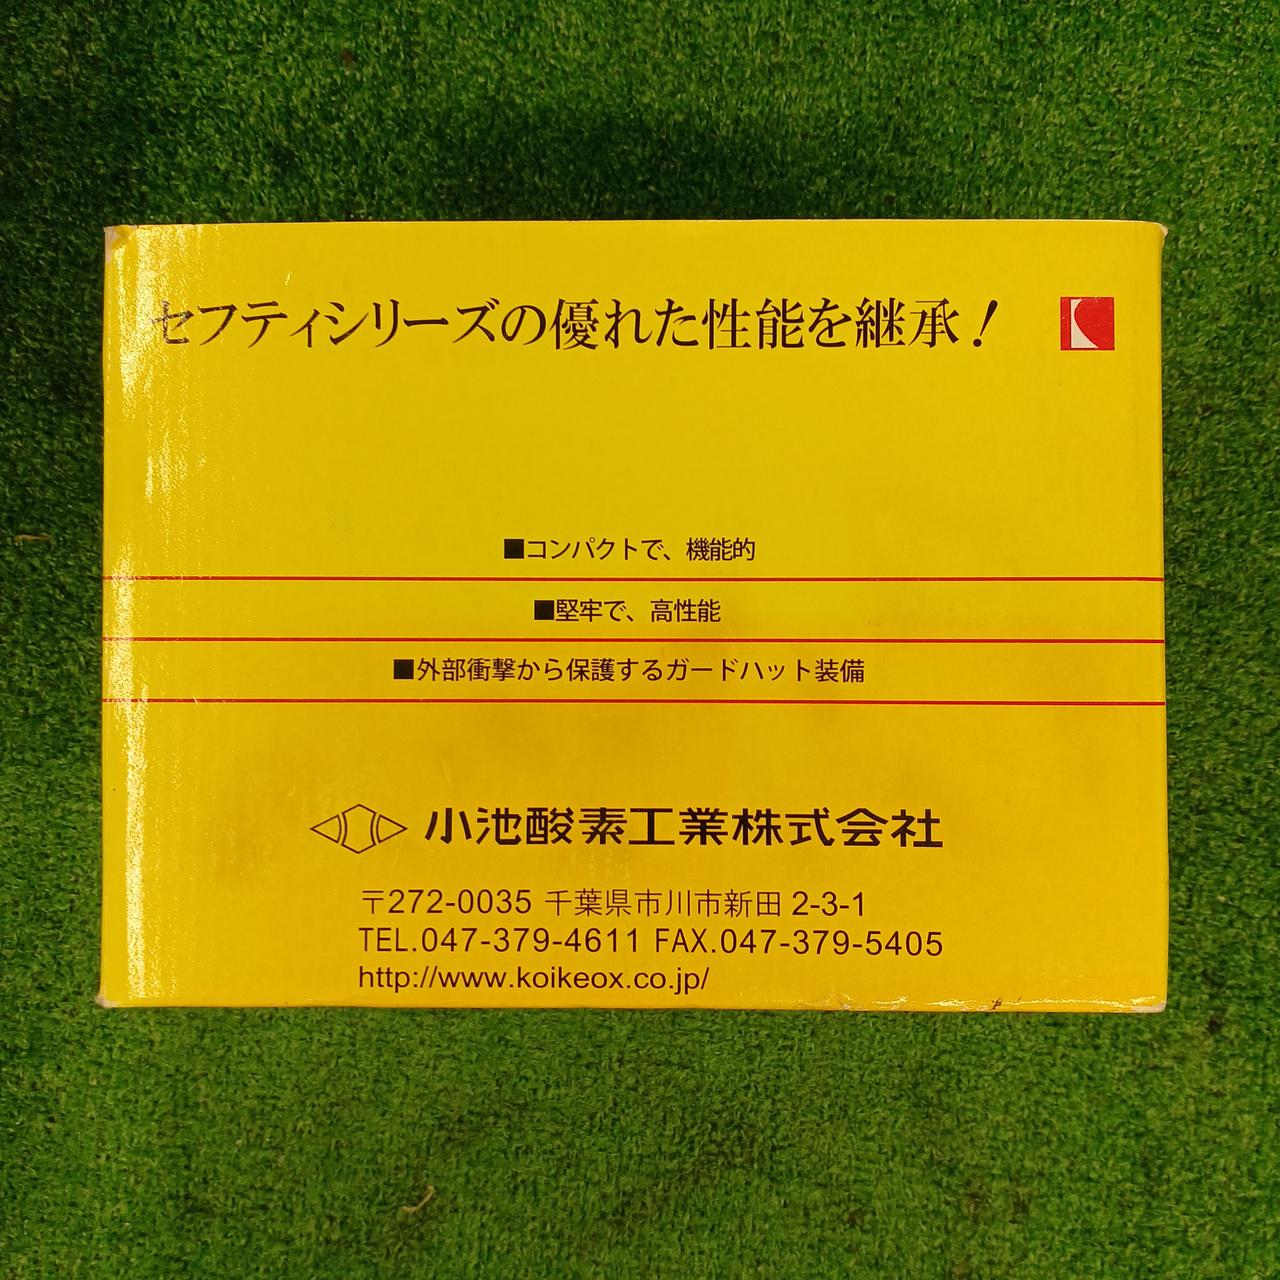 セフティシリーズの優れた性能を継承！
■コンパクトで、機能的
■堅牢で、高性能
■外部衝撃から保護するガードハット装備
小池酸素工業株式会社
〒272-0035 千葉県市川市新田 2-3-1
TEL.047-379-4611 FAX.047-379-5405
http://www.koikeox.co.jp/